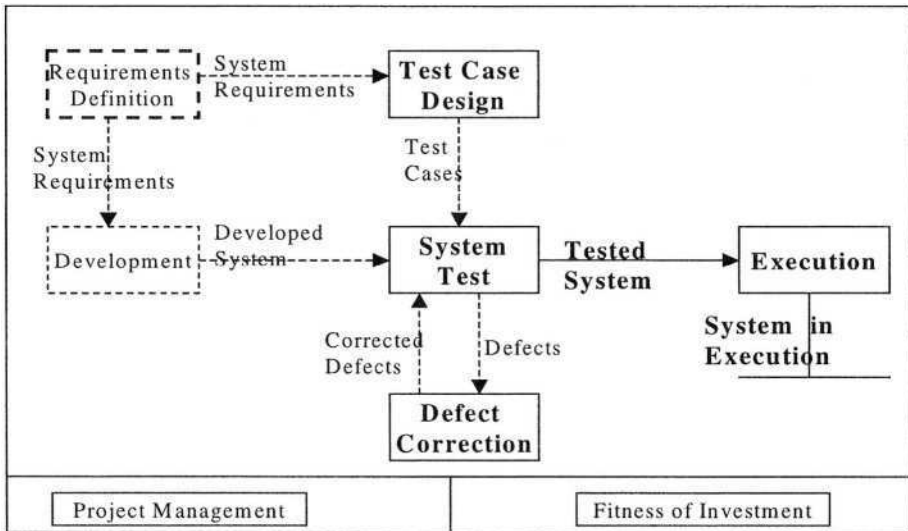 Requirements
Definition
System
Requirements
Test Case
Design
System
Requirements
Test
Cases
Development
Developed
System
System
Test
Tested
System
Execution
Corrected
Defects
Defects
System in
Execution
Defect
Correction
Project Management
Fitness of Investment